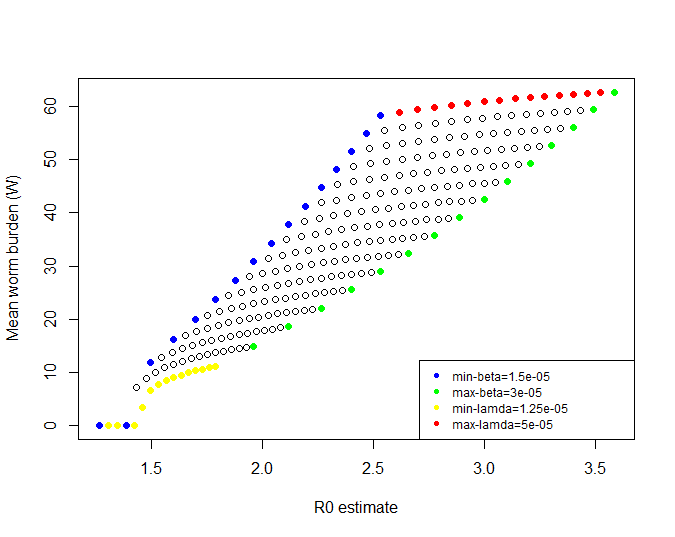 Mean worm burden (W)
60
50
40
30
20
10
0
min-beta=1.5e-05
max-beta=3e-05
min-lamda=1.25e-05
max-lamda=5e-05
1.5 2.0 2.5 3.0 3.5
R0 estimate